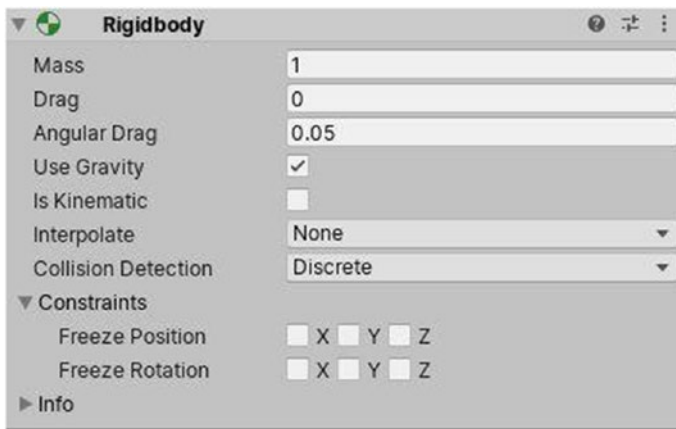 Rigidbody
Mass 1
Drag 0
Angular Drag 0.05
Use Gravity
Is Kinematic
Interpolate None
Collision Detection Discrete
Constraints
Freeze Position X Y Z
Freeze Rotation X Y Z
Info